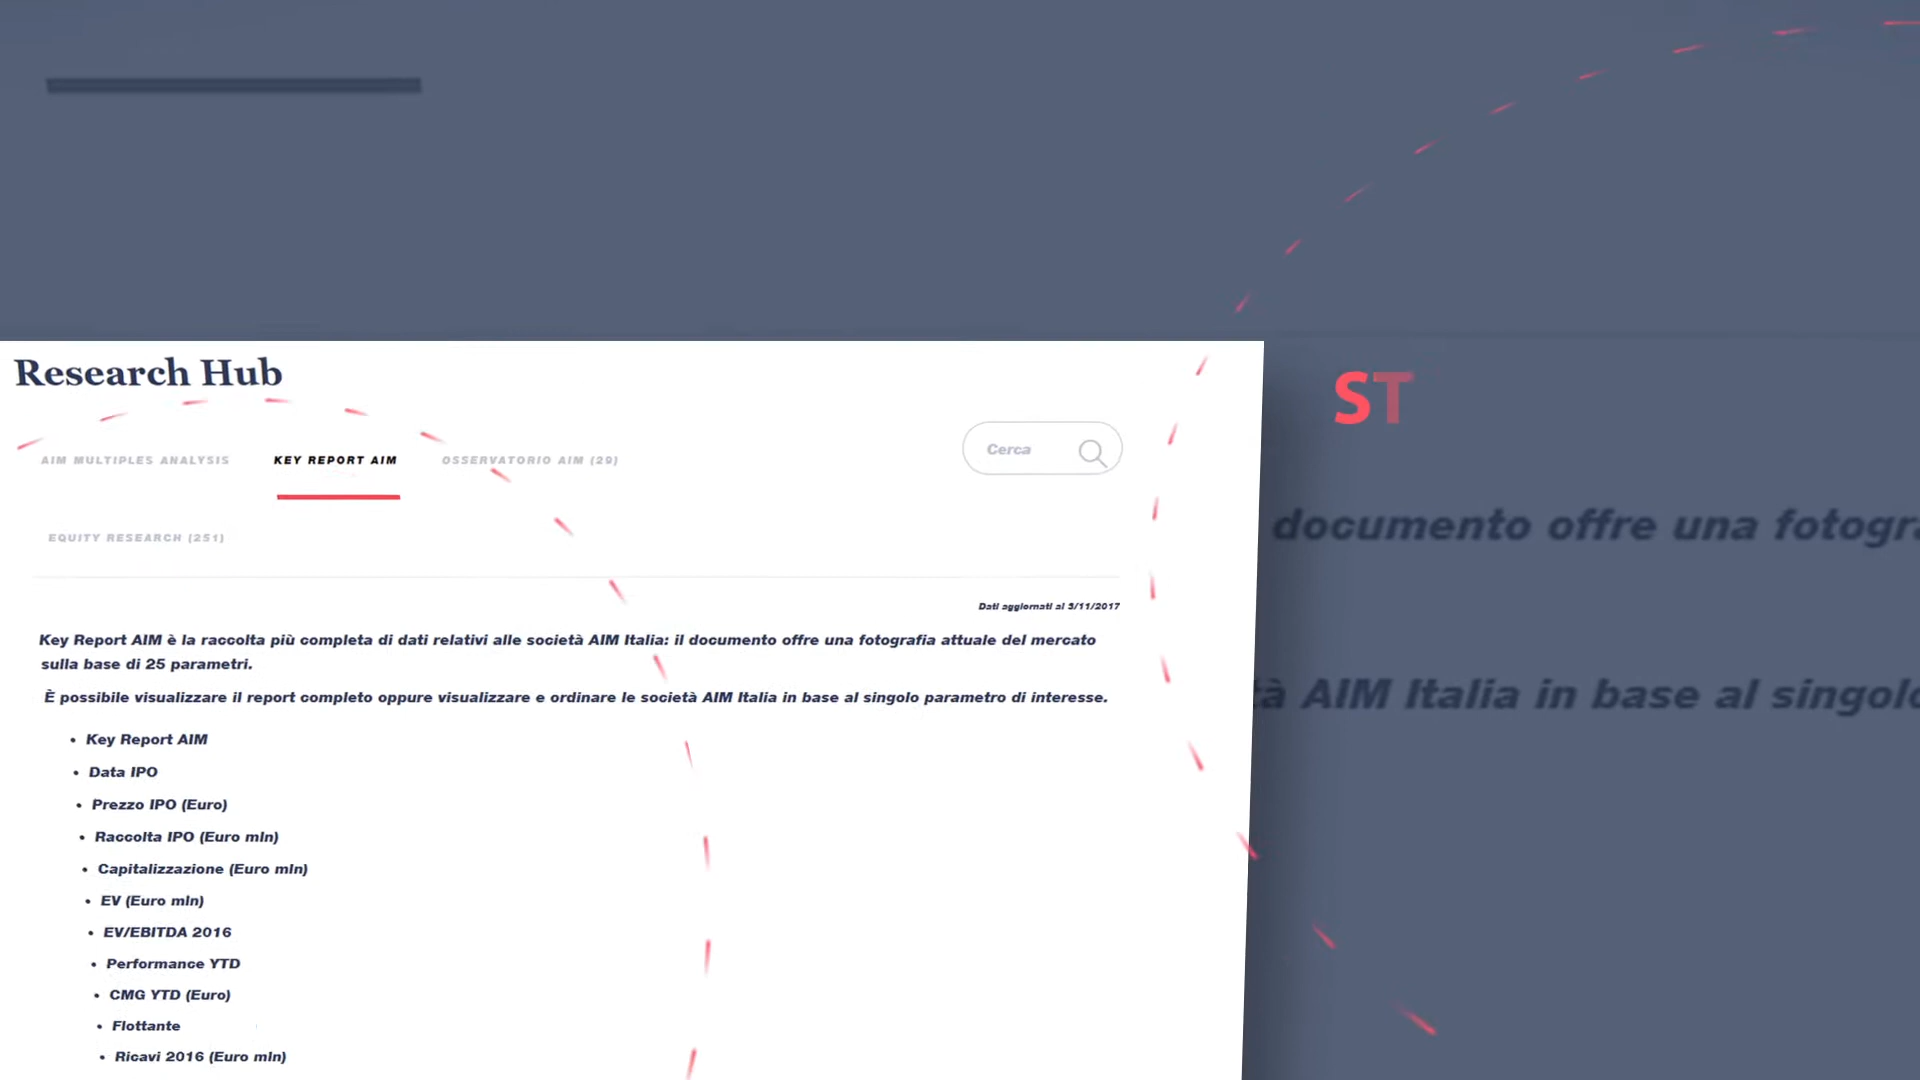 Research Hub
AIM MULTIPLES ANALYSIS
KEY REPORT AIM
OSSERVATORIO AIM (29)
Cerca
EQUITY RESEARCH (251)
Dati aggiornati al 3/11/2017
Key Report AIM è la raccolta più completa di dati relativi alle società AIM Italia: il documento offre una fotografia attuale del mercato
sulla base di 25 parametri.
È possibile visualizzare il report completo oppure visualizzare e ordinare le società AIM Italia in base al singolo parametro di interesse.
• Key Report AIM
• Data IPO
• Prezzo IPO (Euro)
• Raccolta IPO (Euro mln)
• Capitalizzazione (Euro mln)
• EV (Euro mln)
• EV/EBITDA 2016
• Performance YTD
• CMG YTD (Euro)
• Flottante
• Ricavi 2016 (Euro mln)
ST
documento offre una fotogra
tà AIM Italia in base al singolo